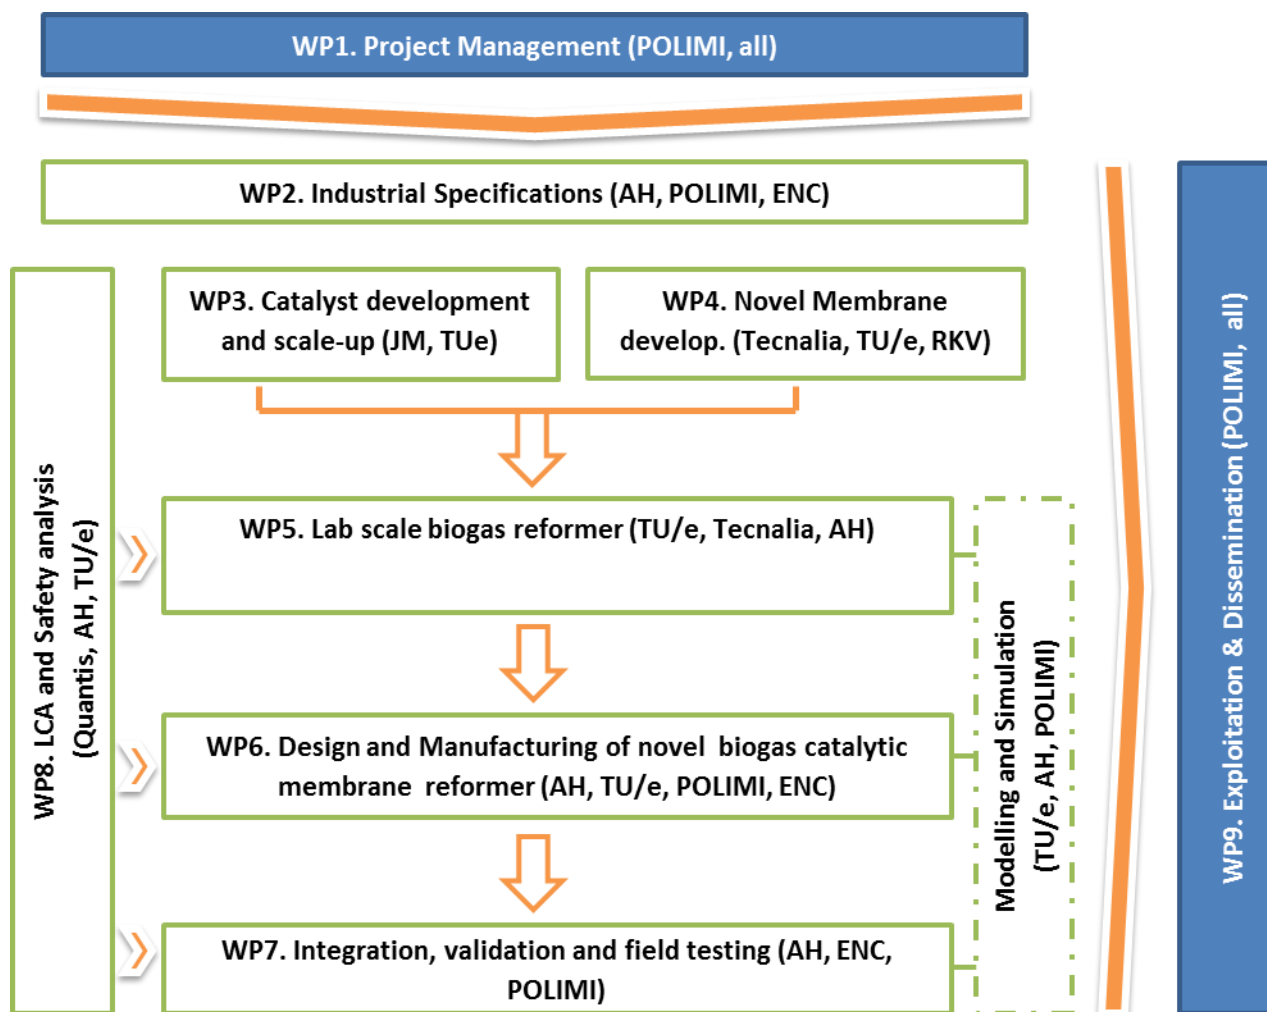 WP1. Project Management (POLIMI, all)
WP2. Industrial Specifications (AH, POLIMI, ENC)
WP3. Catalyst development
and scale-up (JM, TUe)
WP4. Novel Membrane
develop. (Tecnalia, TU/e, RKV)
WP5. Lab scale biogas reformer (TU/e, Tecnalia, AH)
WP6. Design and Manufacturing of novel biogas catalytic
membrane reformer (AH, TU/e, POLIMI, ENC)
WP7. Integration, validation and field testing (AH, ENC,
POLIMI)
WP8. LCA and Safety analysis
(Quantis, AH, TU/e)
Modelling and Simulation
(TU/e, AH, POLIMI)
WP9. Exploitation & Dissemination (POLIMI, all)